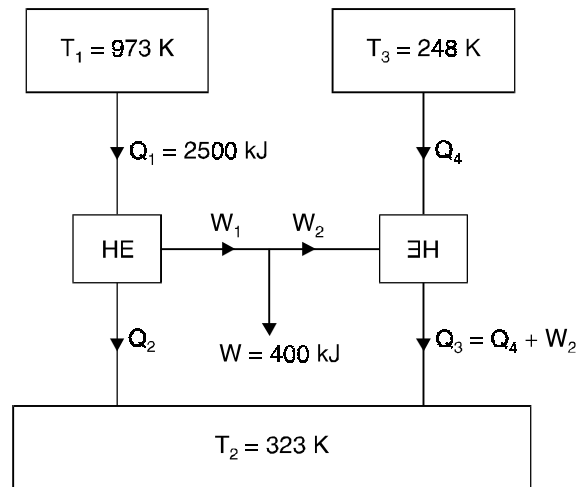 T₁ = 973 K
T₃ = 248 K
Q₁ = 2500 kJ
Q₄
HE
W₁
W₂
ƎH
Q₂
W = 400 kJ
Q₃ = Q₄ + W₂
T₂ = 323 K